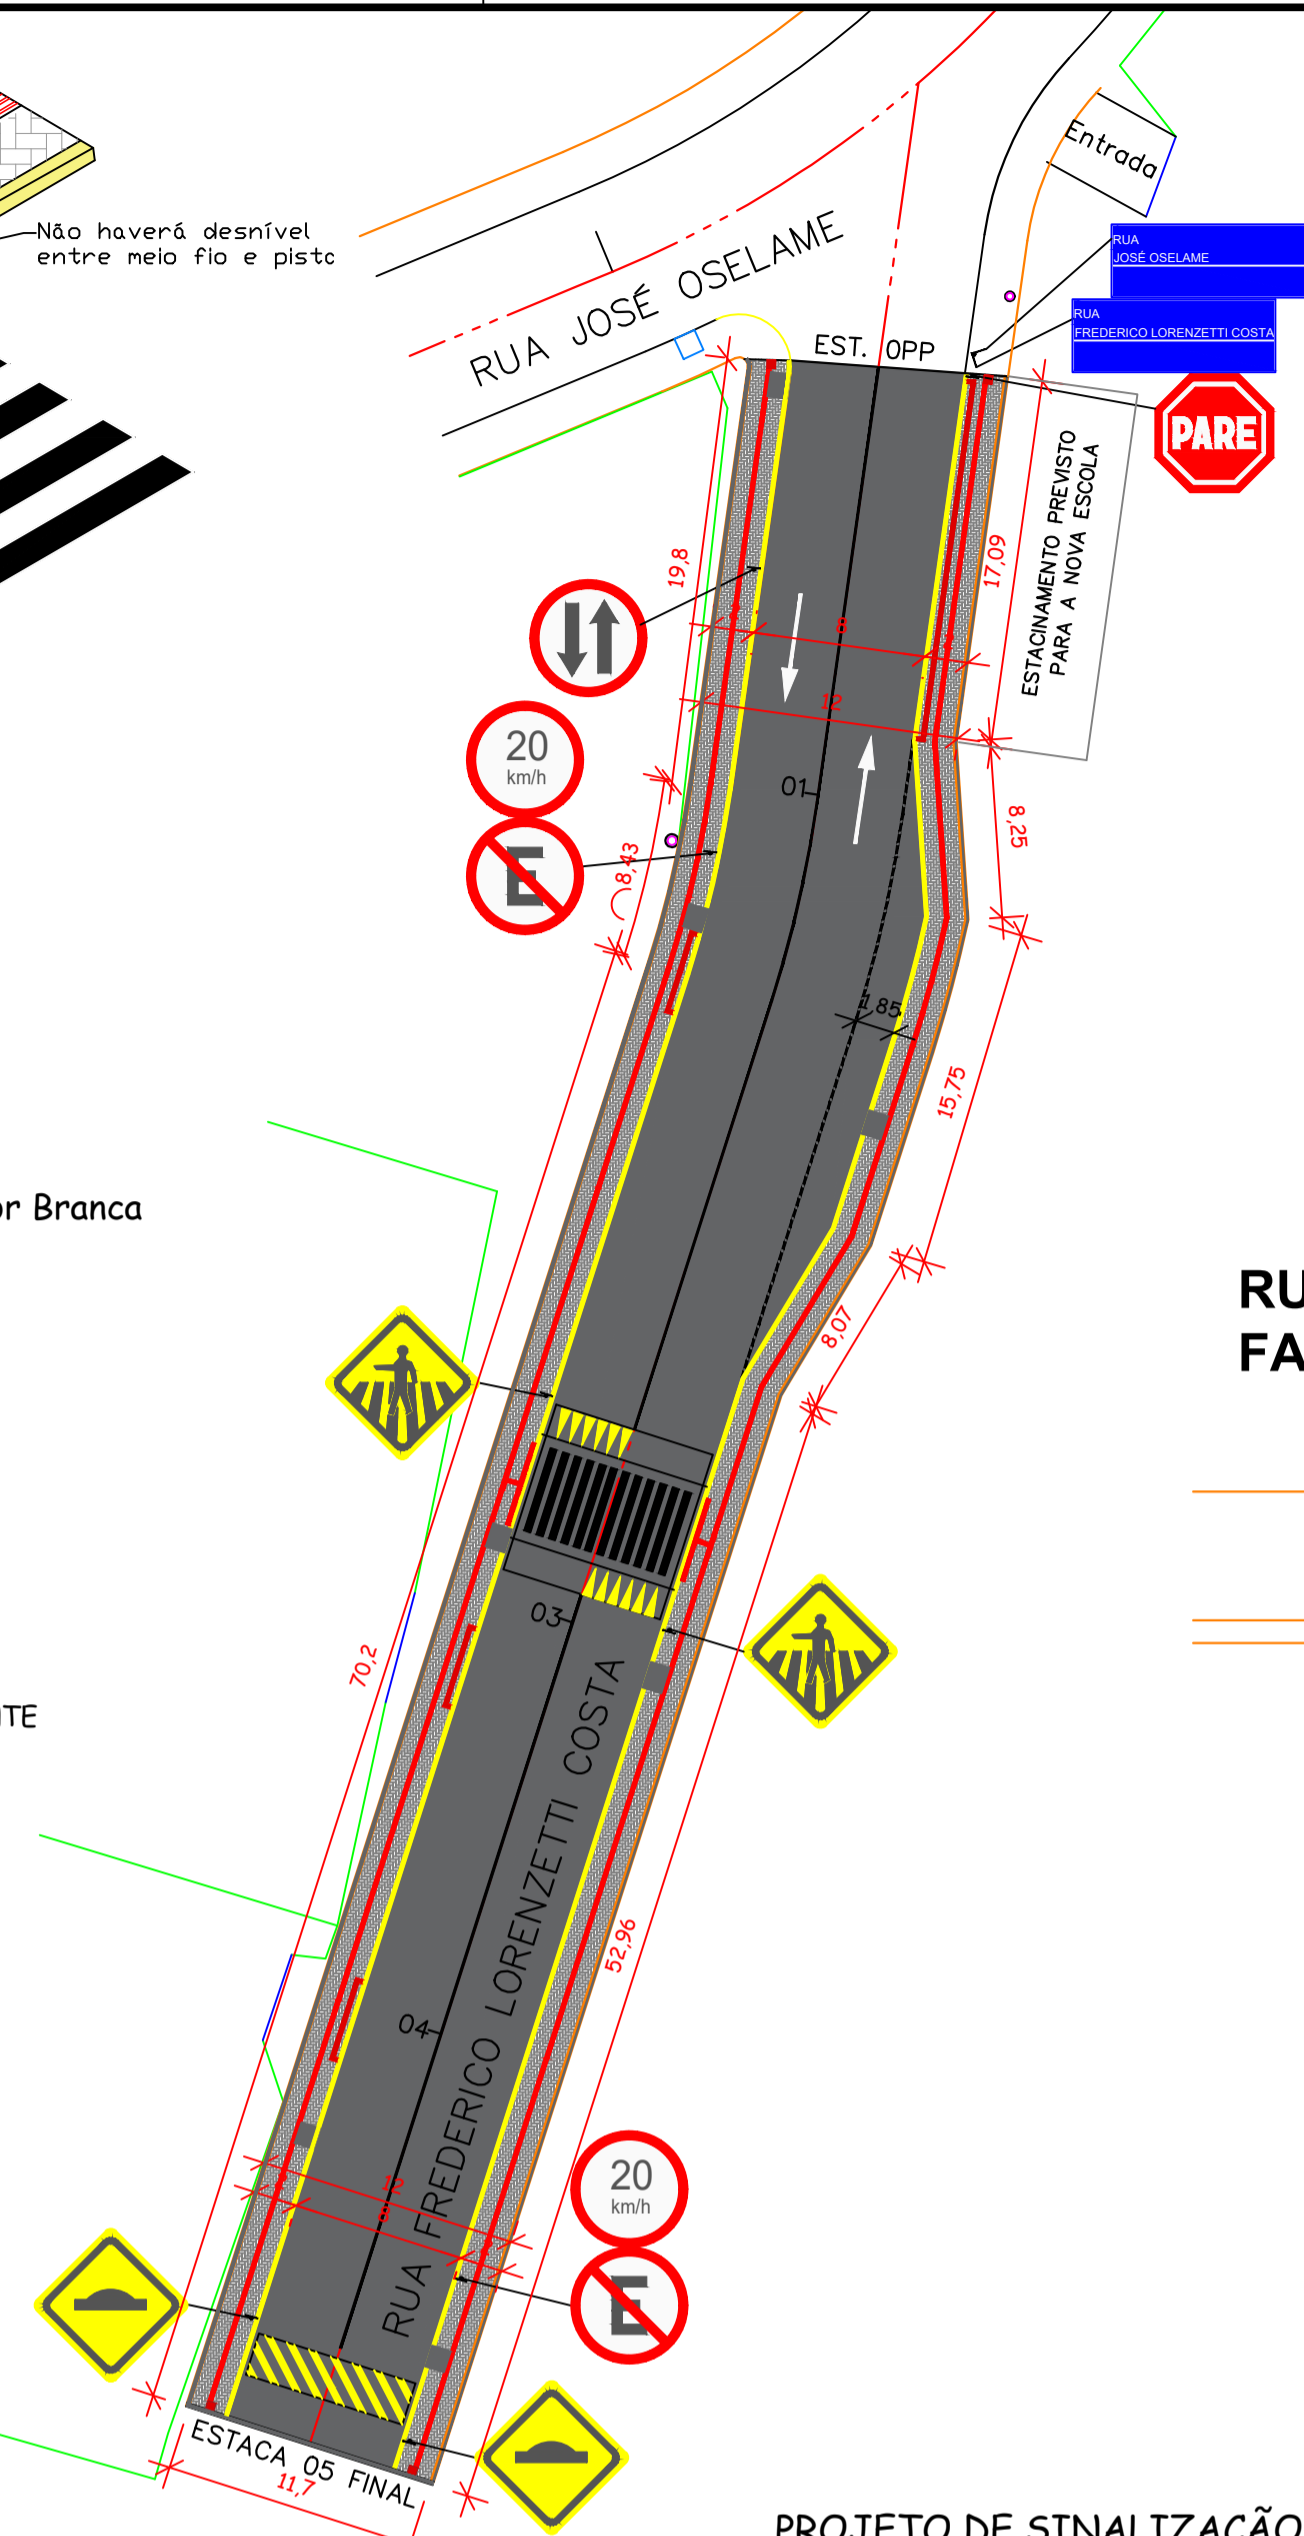 Não haverá desnível
entre meio fio e pista
RUA JOSÉ OSELAME
Entrada
RUA
JOSÉ OSELAME
RUA
FREDERICO LORENZETTI COSTA
EST. 0PP
PARE
ESTACINAMENTO PREVISTO
PARA A NOVA ESCOLA
19,8
17,09
8
12
20
km/h
E
01
8,25
8,43
1,85
15,75
or Branca
RU
FA
8,07
03
70,2
NTE
RUA FREDERICO LORENZETTI COSTA
52,96
04
12
8
20
km/h
E
ESTACA 05 FINAL
11,7
PROJETO DE SINALIZAÇÃO